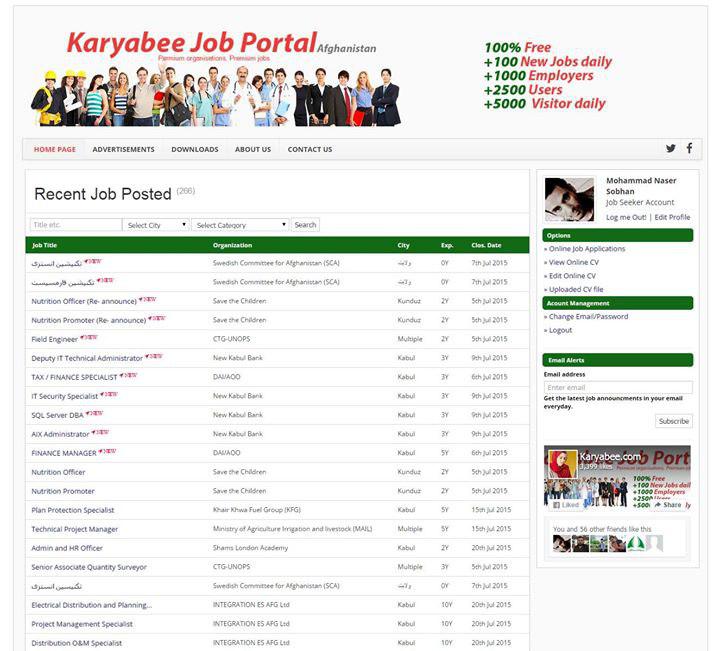 Karyabee Job Portal Afghanistan
Premium organisations, Premium jobs
100% Free
+100 New Jobs daily
+1000 Employers
+2500 Users
+5000 Visitor daily
HOME PAGE ADVERTISEMENTS DOWNLOADS ABOUT US CONTACT US
Recent Job Posted (266)
Title etc. Select City Select Category Search
Job Title Organization City Exp. Clos. Date
تکنیشین انستزی NEW Swedish Committee for Afghanistan (SCA) ولایت 0Y 7th Jul 2015
تکنیشین فارمسیست NEW Swedish Committee for Afghanistan (SCA) ولایت 0Y 7th Jul 2015
Nutrition Officer (Re- announce) NEW Save the Children Kunduz 2Y 5th Jul 2015
Nutrition Promoter (Re- announce) NEW Save the Children Kunduz 2Y 5th Jul 2015
Field Engineer NEW CTG-UNOPS Multiple 2Y 5th Jul 2015
Deputy IT Technical Administrator NEW New Kabul Bank Kabul 3Y 9th Jul 2015
TAX / FINANCE SPECIALIST NEW DAI/AOO Kabul 3Y 6th Jul 2015
IT Security Specialist NEW New Kabul Bank Kabul 3Y 9th Jul 2015
SQL Server DBA NEW New Kabul Bank Kabul 3Y 9th Jul 2015
AIX Administrator NEW New Kabul Bank Kabul 3Y 9th Jul 2015
FINANCE MANAGER NEW DAI/AOO Kabul 5Y 6th Jul 2015
Nutrition Officer Save the Children Kunduz 2Y 5th Jul 2015
Nutrition Promoter Save the Children Kunduz 2Y 5th Jul 2015
Plan Protection Specialist Khair Khwa Fuel Group (KFG) Kabul 5Y 15th Jul 2015
Technical Project Manager Ministry of Agriculture Irrigation and livestock (MAIL) Multiple 5Y 15th Jul 2015
Admin and HR Officer Shams London Academy Kabul 2Y 20th Jul 2015
Senior Associate Quantity Surveyor CTG-UNOPS Multiple 3Y 5th Jul 2015
تکنیسین انستزی Swedish Committee for Afghanistan (SCA) ولایت 0Y 7th Jul 2015
Electrical Distribution and Planning... INTEGRATION ES AFG Ltd Kabul 10Y 20th Jul 2015
Project Management Specialist INTEGRATION ES AFG Ltd Kabul 10Y 20th Jul 2015
Distribution O&M Specialist INTEGRATION ES AFG Ltd Kabul 10Y 20th Jul 2015
Mohammad Naser
Sobhan
Job Seeker Account
Log me Out! | Edit Profile
Options
» Online Job Applications
» View Online CV
» Edit Online CV
» Uploaded CV file
Acount Management
» Change Email/Password
» Logout
Email Alerts
Email address
Enter email
Get the latest job announcments in your email
everyday.
Subscribe
Karyabee.com
3,399 likes
100% Free
+100 New Jobs dail
+1000 Employers
Liked
Share
You and 56 other friends like this